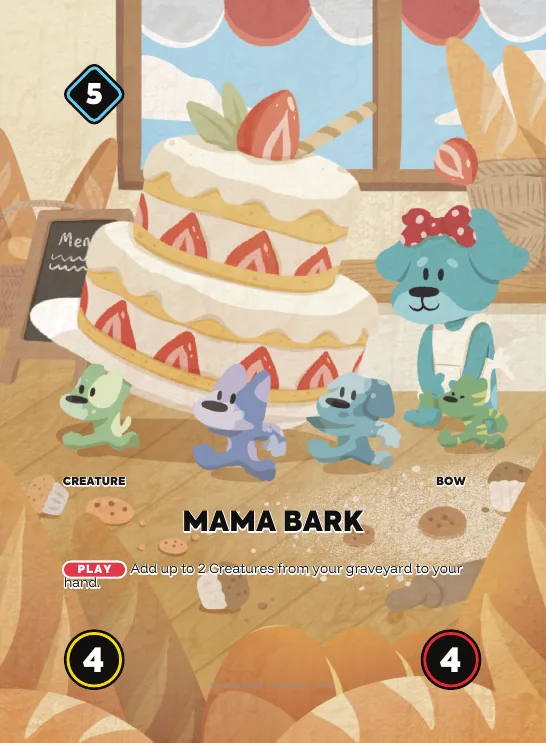 5
Men
CREATURE
BOW
MAMA BARK
PLAY Add up to 2 Creatures from your graveyard to your
hand.
4
4